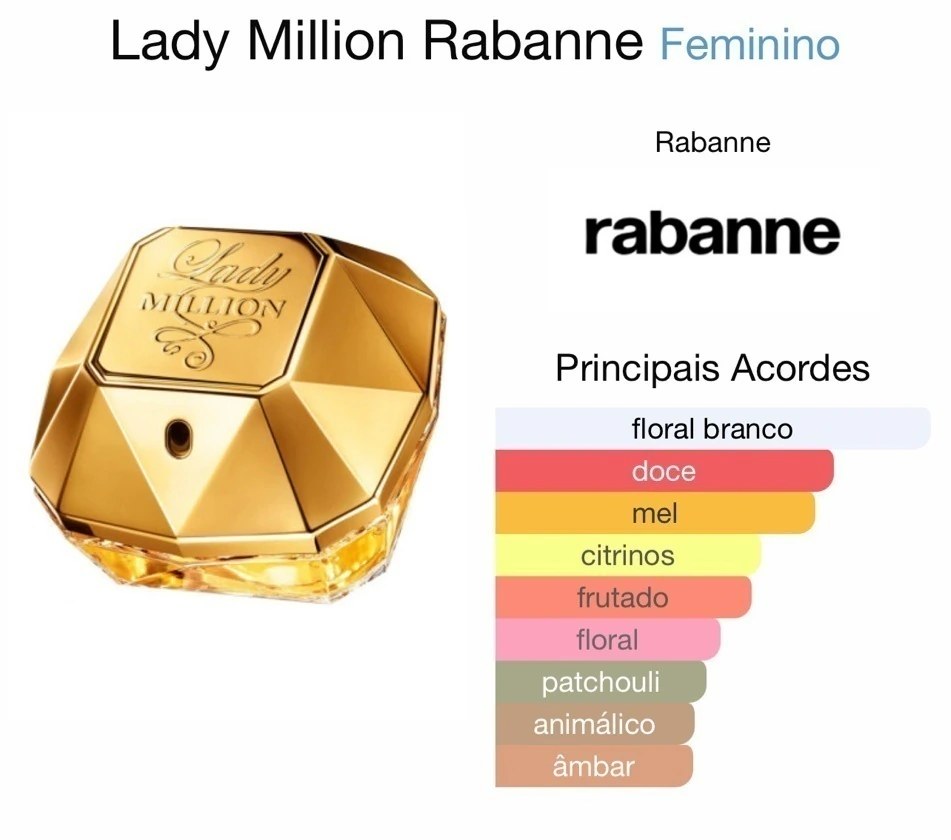 Lady Million Rabanne Feminino
Rabanne
rabanne
Lady
MILLION
Principais Acordes
floral branco
doce
mel
citrinos
frutado
floral
patchouli
animálico
âmbar